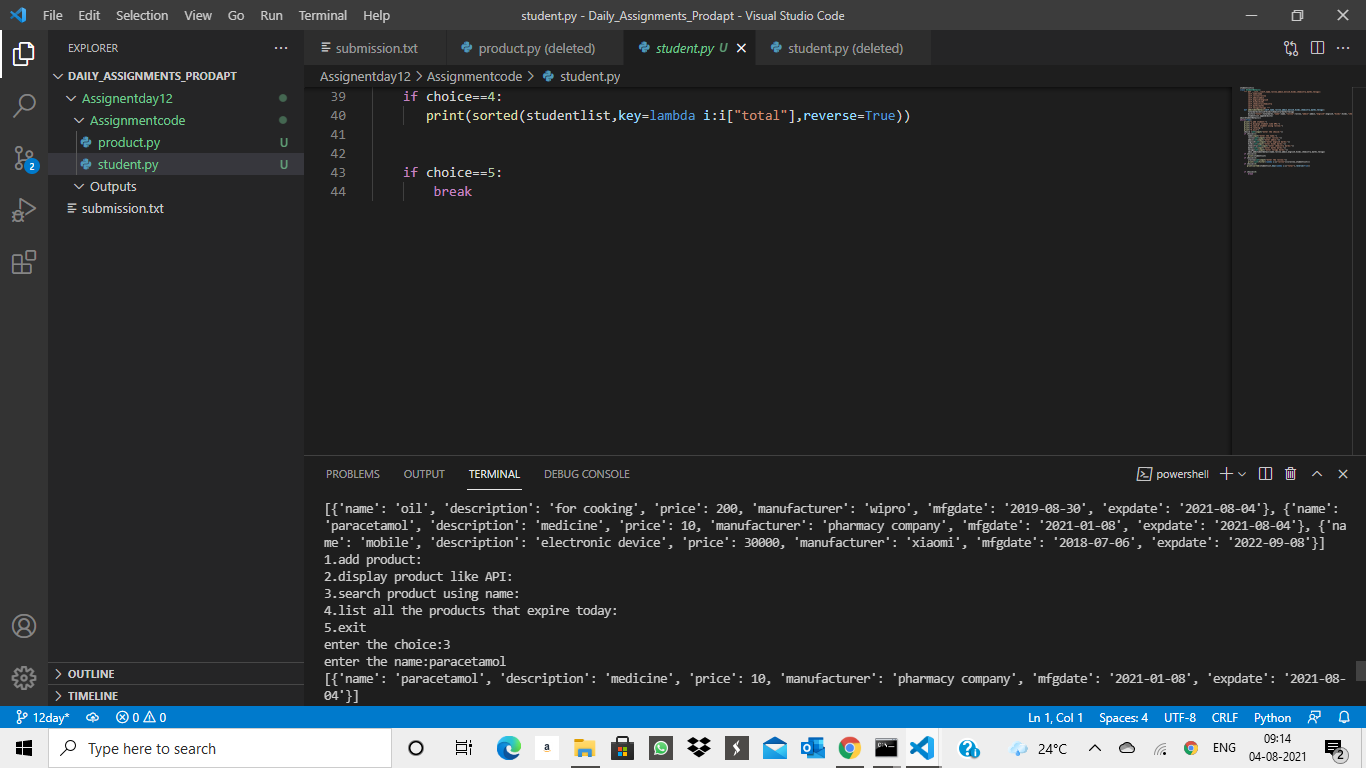 File Edit Selection View Go Run Terminal Help student.py - Daily_Assignments_Prodapt - Visual Studio Code
EXPLORER
submission.txt product.py (deleted) student.py U student.py (deleted)
DAILY_ASSIGNMENTS_PRODAPT
Assignentday12
Assignmentcode
product.py U
student.py U
Outputs
submission.txt
2
Assignentday12 > Assignmentcode > student.py
39 if choice==4:
40 print(sorted(studentlist,key=lambda i:i["total"],reverse=True))
41
42
43 if choice==5:
44 break
PROBLEMS OUTPUT TERMINAL DEBUG CONSOLE powershell
[{'name': 'oil', 'description': 'for cooking', 'price': 200, 'manufacturer': 'wipro', 'mfgdate': '2019-08-30', 'expdate': '2021-08-04'}, {'name':
'paracetamol', 'description': 'medicine', 'price': 10, 'manufacturer': 'pharmacy company', 'mfgdate': '2021-01-08', 'expdate': '2021-08-04'}, {'na
me': 'mobile', 'description': 'electronic device', 'price': 30000, 'manufacturer': 'xiaomi', 'mfgdate': '2018-07-06', 'expdate': '2022-09-08'}]
1.add product:
2.display product like API:
3.search product using name:
4.list all the products that expire today:
5.exit
enter the choice:3
enter the name:paracetamol
[{'name': 'paracetamol', 'description': 'medicine', 'price': 10, 'manufacturer': 'pharmacy company', 'mfgdate': '2021-01-08', 'expdate': '2021-08-
04'}]
OUTLINE
TIMELINE
12day* 0 0 Ln 1, Col 1 Spaces: 4 UTF-8 CRLF Python
Type here to search
a
24°C ENG
09:14
04-08-2021
2